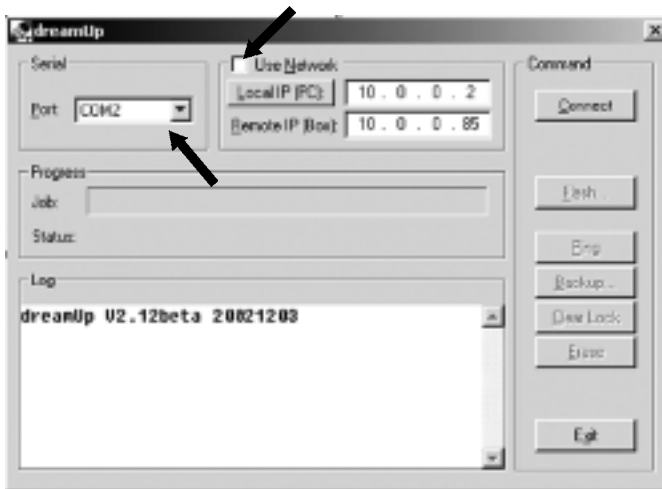 dreamUp
Serial
Port: COM2
Use Network
Local IP (PC): 10 . 0 . 0 . 2
Remote IP (Box): 10 . 0 . 0 . 85
Command
Connect
Flash...
Ring
Backup...
Clear Lock
Erase
Exit
Progress
Job:
Status:
Log
dreamUp V2.12beta 20021203